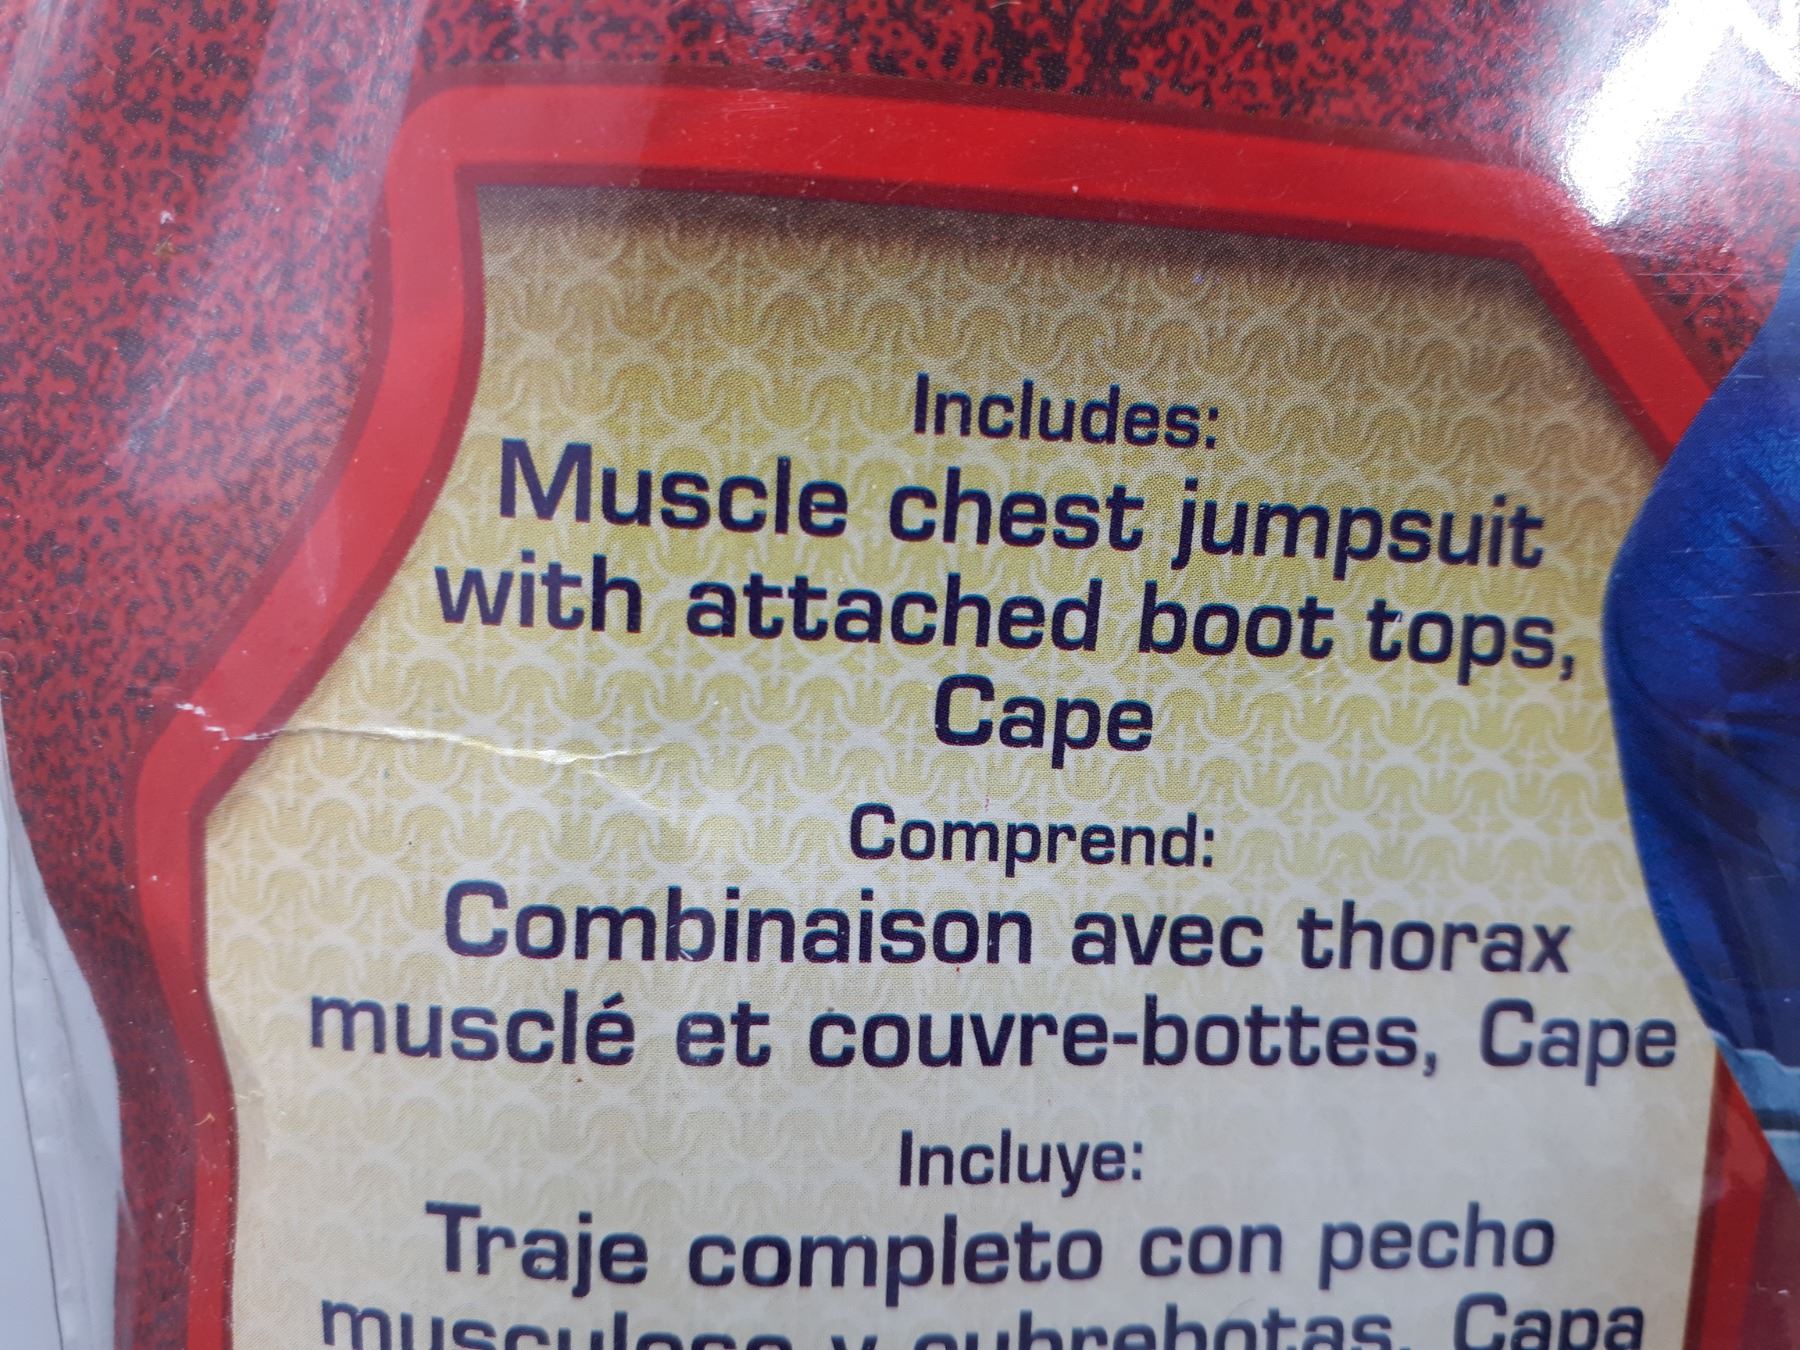 Includes:
Muscle chest jumpsuit
with attached boot tops,
Cape
Comprend:
Combinaison avec thorax
musclé et couvre-bottes, Cape
Incluye:
Traje completo con pecho
musculoso y cubrebotas, Capa